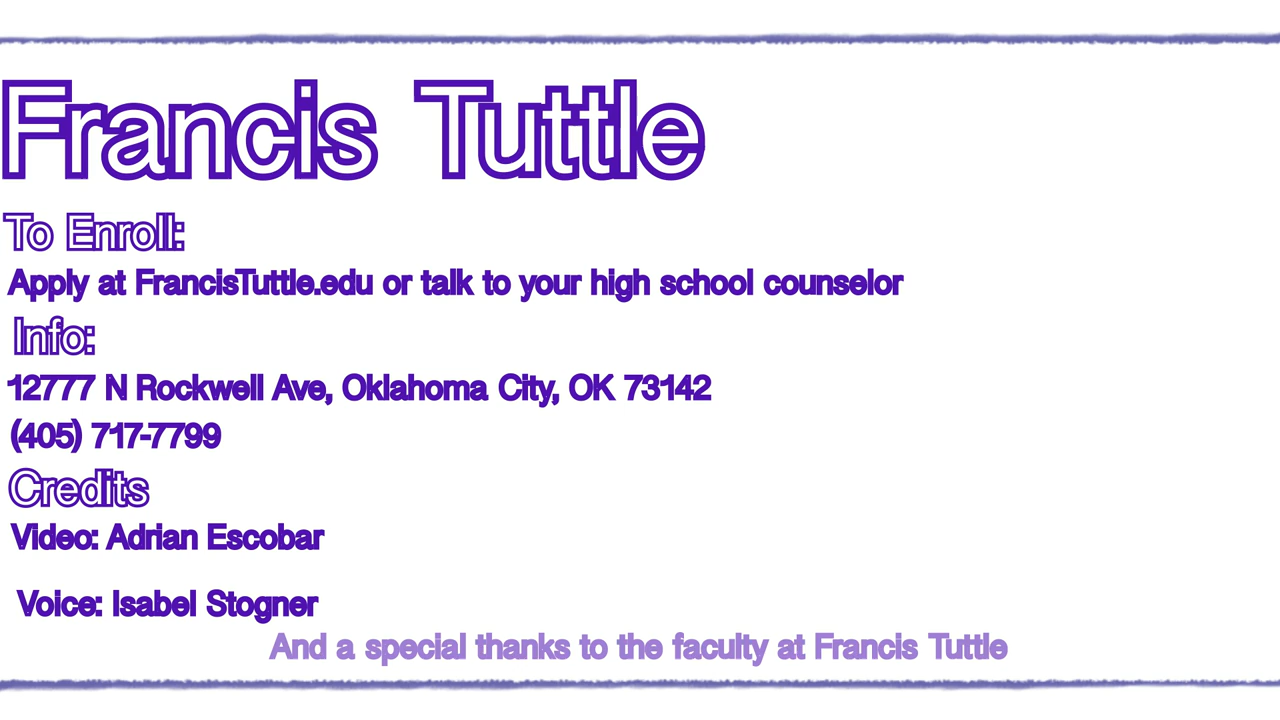 Francis Tuttle
To Enroll:
Apply at FrancisTuttle.edu or talk to your high school counselor
Info:
12777 N Rockwell Ave, Oklahoma City, OK 73142
(405) 717-7799
Credits
Video: Adrian Escobar
Voice: Isabel Stogner
And a special thanks to the faculty at Francis Tuttle